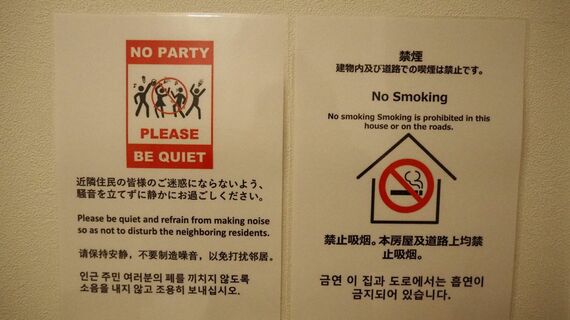 NO PARTY
PLEASE
BE QUIET
近隣住民の皆様のご迷惑にならないよう、
騒音を立てずに静かにお過ごしください。
Please be quiet and refrain from making noise
so as not to disturb the neighboring residents.
请保持安静，不要制造噪音，以免打扰邻居。
인근 주민 여러분의 폐를 끼치지 않도록
소음을 내지 않고 조용히 보내십시오.
禁煙
建物内及び道路での喫煙は禁止です。
No Smoking
No smoking Smoking is prohibited in this
house or on the roads.
禁止吸烟。本房屋及道路上均禁
止吸烟。
금연 이 집과 도로에서는 흡연이
금지되어 있습니다.